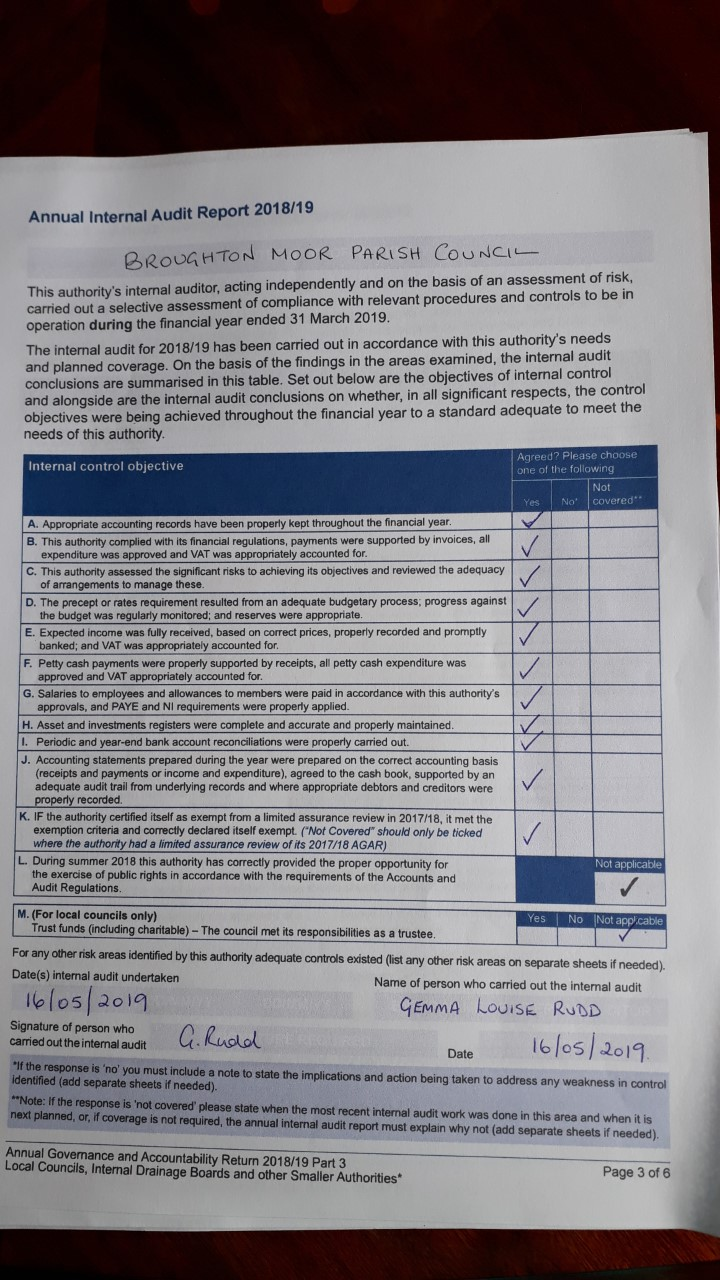 Annual Internal Audit Report 2018/19
BROUGHTON MOOR PARISH COUNCIL
This authority's internal auditor, acting independently and on the basis of an assessment of risk,
carried out a selective assessment of compliance with relevant procedures and controls to be in
operation during the financial year ended 31 March 2019.
The internal audit for 2018/19 has been carried out in accordance with this authority's needs
and planned coverage. On the basis of the findings in the areas examined, the internal audit
conclusions are summarised in this table. Set out below are the objectives of internal control
and alongside are the internal audit conclusions on whether, in all significant respects, the control
objectives were being achieved throughout the financial year to a standard adequate to meet the
needs of this authority.
Internal control objective
Agreed? Please choose
one of the following
Yes No* Not
covered**
A. Appropriate accounting records have been properly kept throughout the financial year. ✓
B. This authority complied with its financial regulations, payments were supported by invoices, all
expenditure was approved and VAT was appropriately accounted for. ✓
C. This authority assessed the significant risks to achieving its objectives and reviewed the adequacy
of arrangements to manage these. ✓
D. The precept or rates requirement resulted from an adequate budgetary process; progress against
the budget was regularly monitored; and reserves were appropriate. ✓
E. Expected income was fully received, based on correct prices, properly recorded and promptly
banked; and VAT was appropriately accounted for. ✓
F. Petty cash payments were properly supported by receipts, all petty cash expenditure was
approved and VAT appropriately accounted for. ✓
G. Salaries to employees and allowances to members were paid in accordance with this authority's
approvals, and PAYE and NI requirements were properly applied. ✓
H. Asset and investments registers were complete and accurate and properly maintained. ✓
I. Periodic and year-end bank account reconciliations were properly carried out. ✓
J. Accounting statements prepared during the year were prepared on the correct accounting basis
(receipts and payments or income and expenditure), agreed to the cash book, supported by an
adequate audit trail from underlying records and where appropriate debtors and creditors were
properly recorded. ✓
K. IF the authority certified itself as exempt from a limited assurance review in 2017/18, it met the
exemption criteria and correctly declared itself exempt. ("Not Covered" should only be ticked
where the authority had a limited assurance review of its 2017/18 AGAR) ✓
L. During summer 2018 this authority has correctly provided the proper opportunity for
the exercise of public rights in accordance with the requirements of the Accounts and
Audit Regulations.
Not applicable
✓
M. (For local councils only)
Trust funds (including charitable) – The council met its responsibilities as a trustee.
Yes No Not applicable
✓
For any other risk areas identified by this authority adequate controls existed (list any other risk areas on separate sheets if needed).
Date(s) internal audit undertaken
16/05/2019
Name of person who carried out the internal audit
GEMMA LOUISE RUDD
Signature of person who
carried out the internal audit
G. Rudd
Date
16/05/2019.
*If the response is 'no' you must include a note to state the implications and action being taken to address any weakness in control
identified (add separate sheets if needed).
**Note: If the response is 'not covered' please state when the most recent internal audit work was done in this area and when it is
next planned, or, if coverage is not required, the annual internal audit report must explain why not (add separate sheets if needed).
Annual Governance and Accountability Return 2018/19 Part 3
Local Councils, Internal Drainage Boards and other Smaller Authorities*
Page 3 of 6